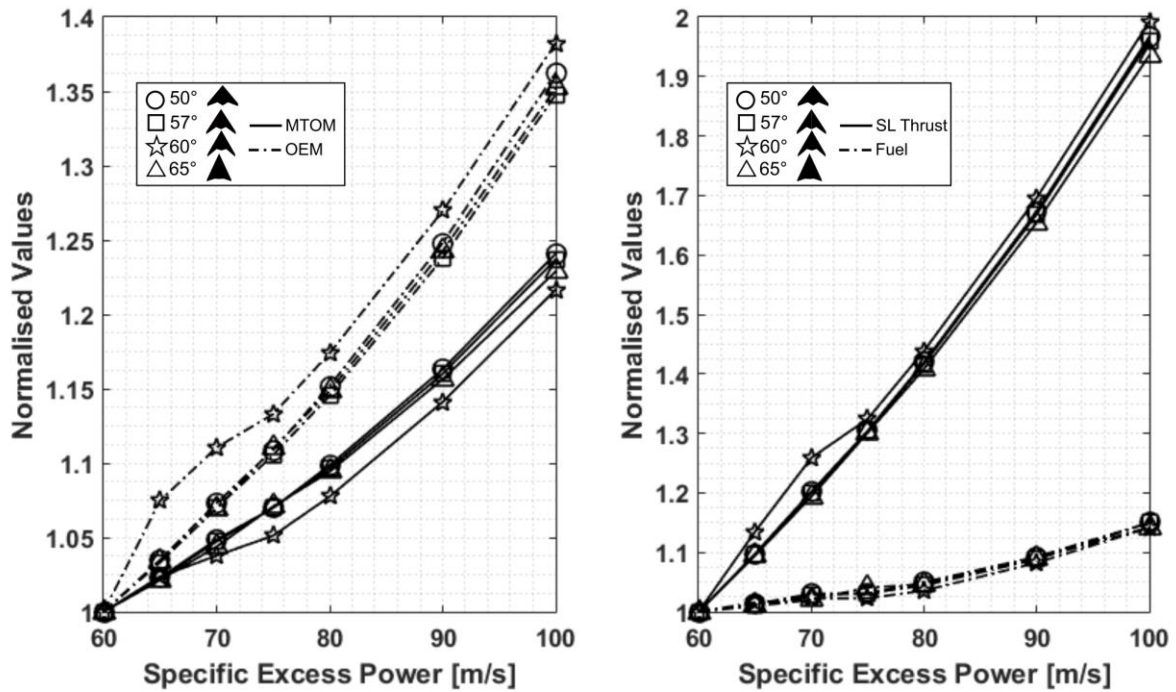 1.4
1.35
1.3
1.25
1.2
1.15
1.1
1.05
1
60 70 80 90 100
Normalised Values
Specific Excess Power [m/s]
50°
57°
60°
65°
MTOM
OEM
2
1.9
1.8
1.7
1.6
1.5
1.4
1.3
1.2
1.1
1
60 70 80 90 100
Normalised Values
Specific Excess Power [m/s]
50°
57°
60°
65°
SL Thrust
Fuel